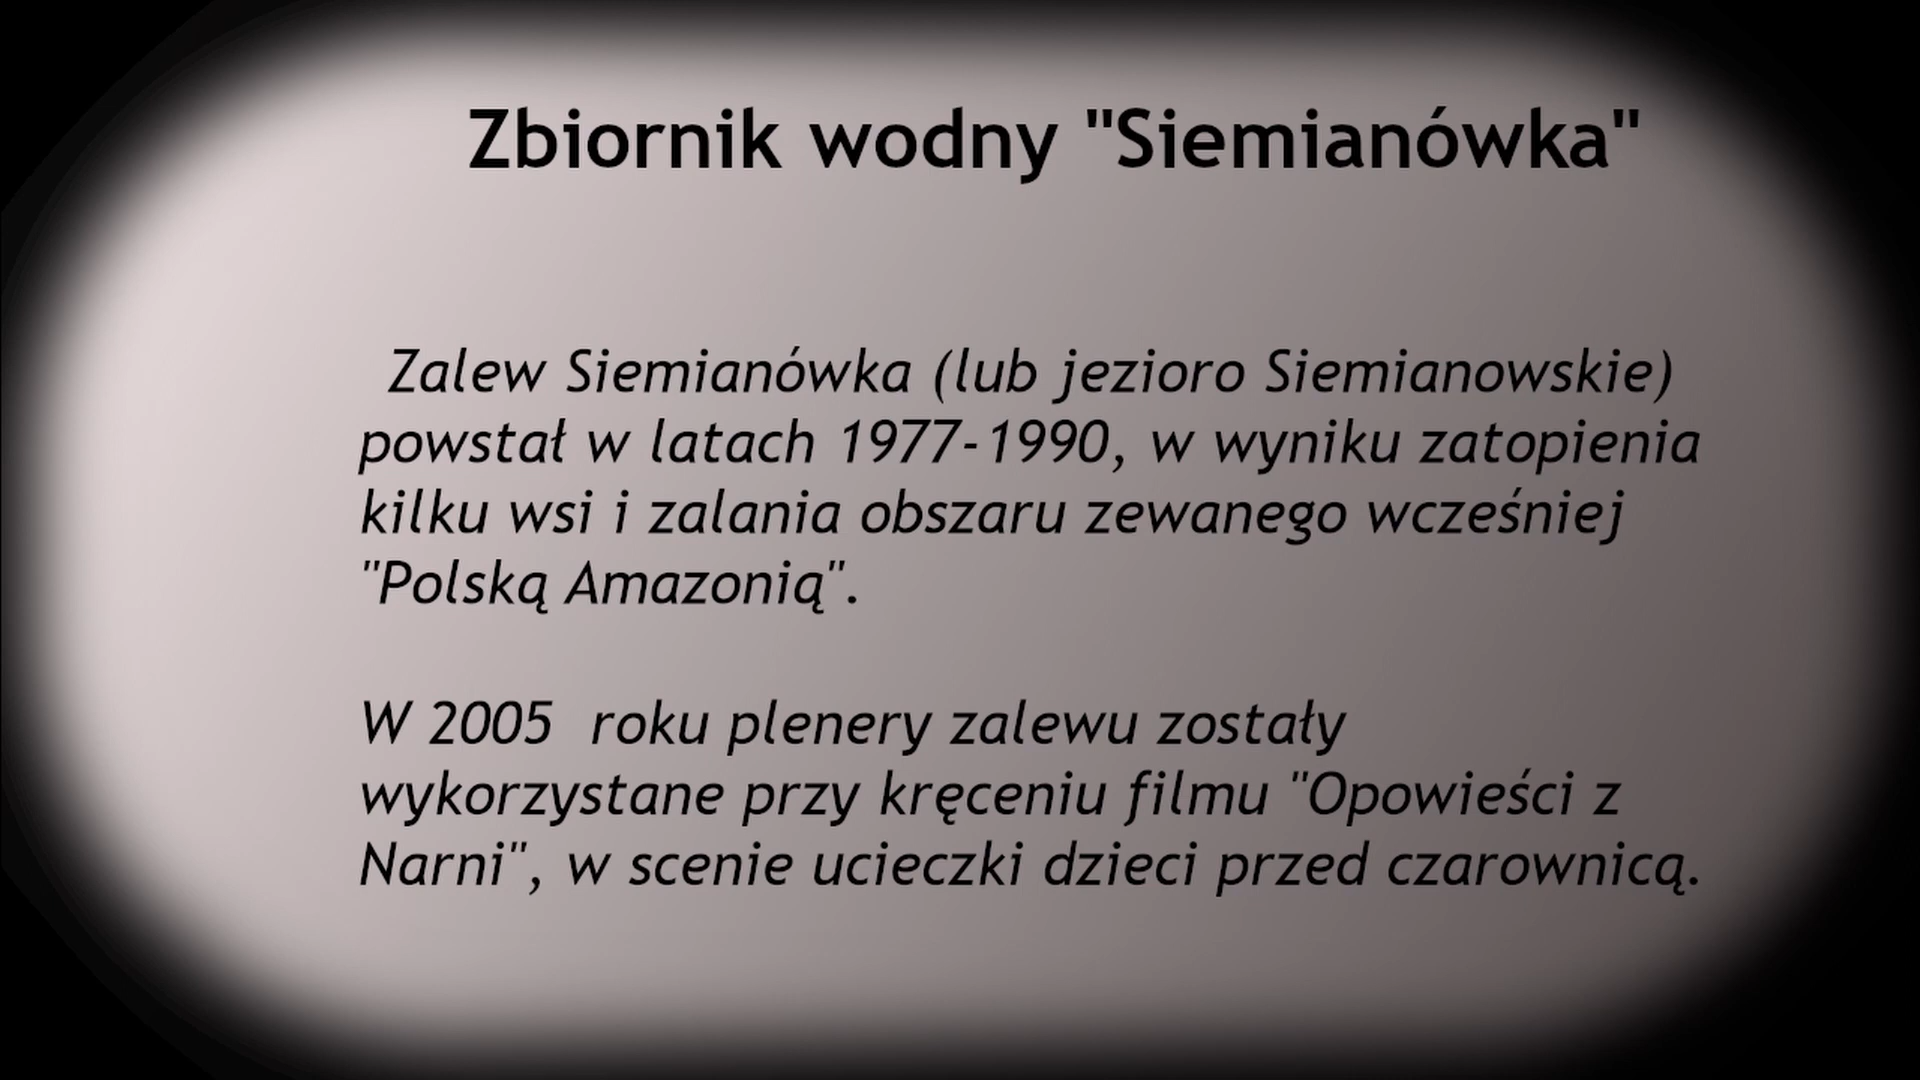 Zbiornik wodny "Siemianówka"
Zalew Siemianówka (lub jezioro Siemianowskie)
powstał w latach 1977-1990, w wyniku zatopienia
kilku wsi i zalania obszaru zewanego wcześniej
"Polską Amazonią".
W 2005 roku plenery zalewu zostały
wykorzystane przy kręceniu filmu "Opowieści z
Narni", w scenie ucieczki dzieci przed czarownicą.